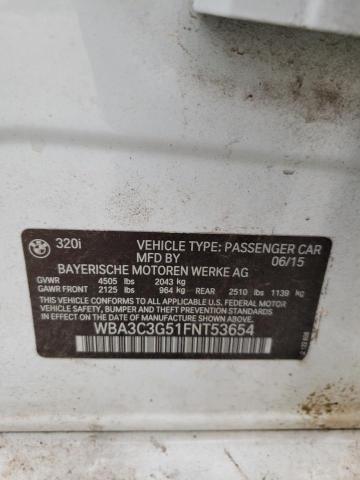 320i VEHICLE TYPE: PASSENGER CAR
MFD BY 06/15
BAYERISCHE MOTOREN WERKE AG
GVWR 4505 lbs 2043 kg
GAWR FRONT 2125 lbs 964 kg REAR 2510 lbs 1139 kg
THIS VEHICLE CONFORMS TO ALL APPLICABLE U.S. FEDERAL MOTOR
VEHICLE SAFETY, BUMPER, AND THEFT PREVENTION STANDARDS
IN EFFECT ON THE DATE OF MANUFACTURE SHOWN ABOVE.
WBA3C3G51FNT53654